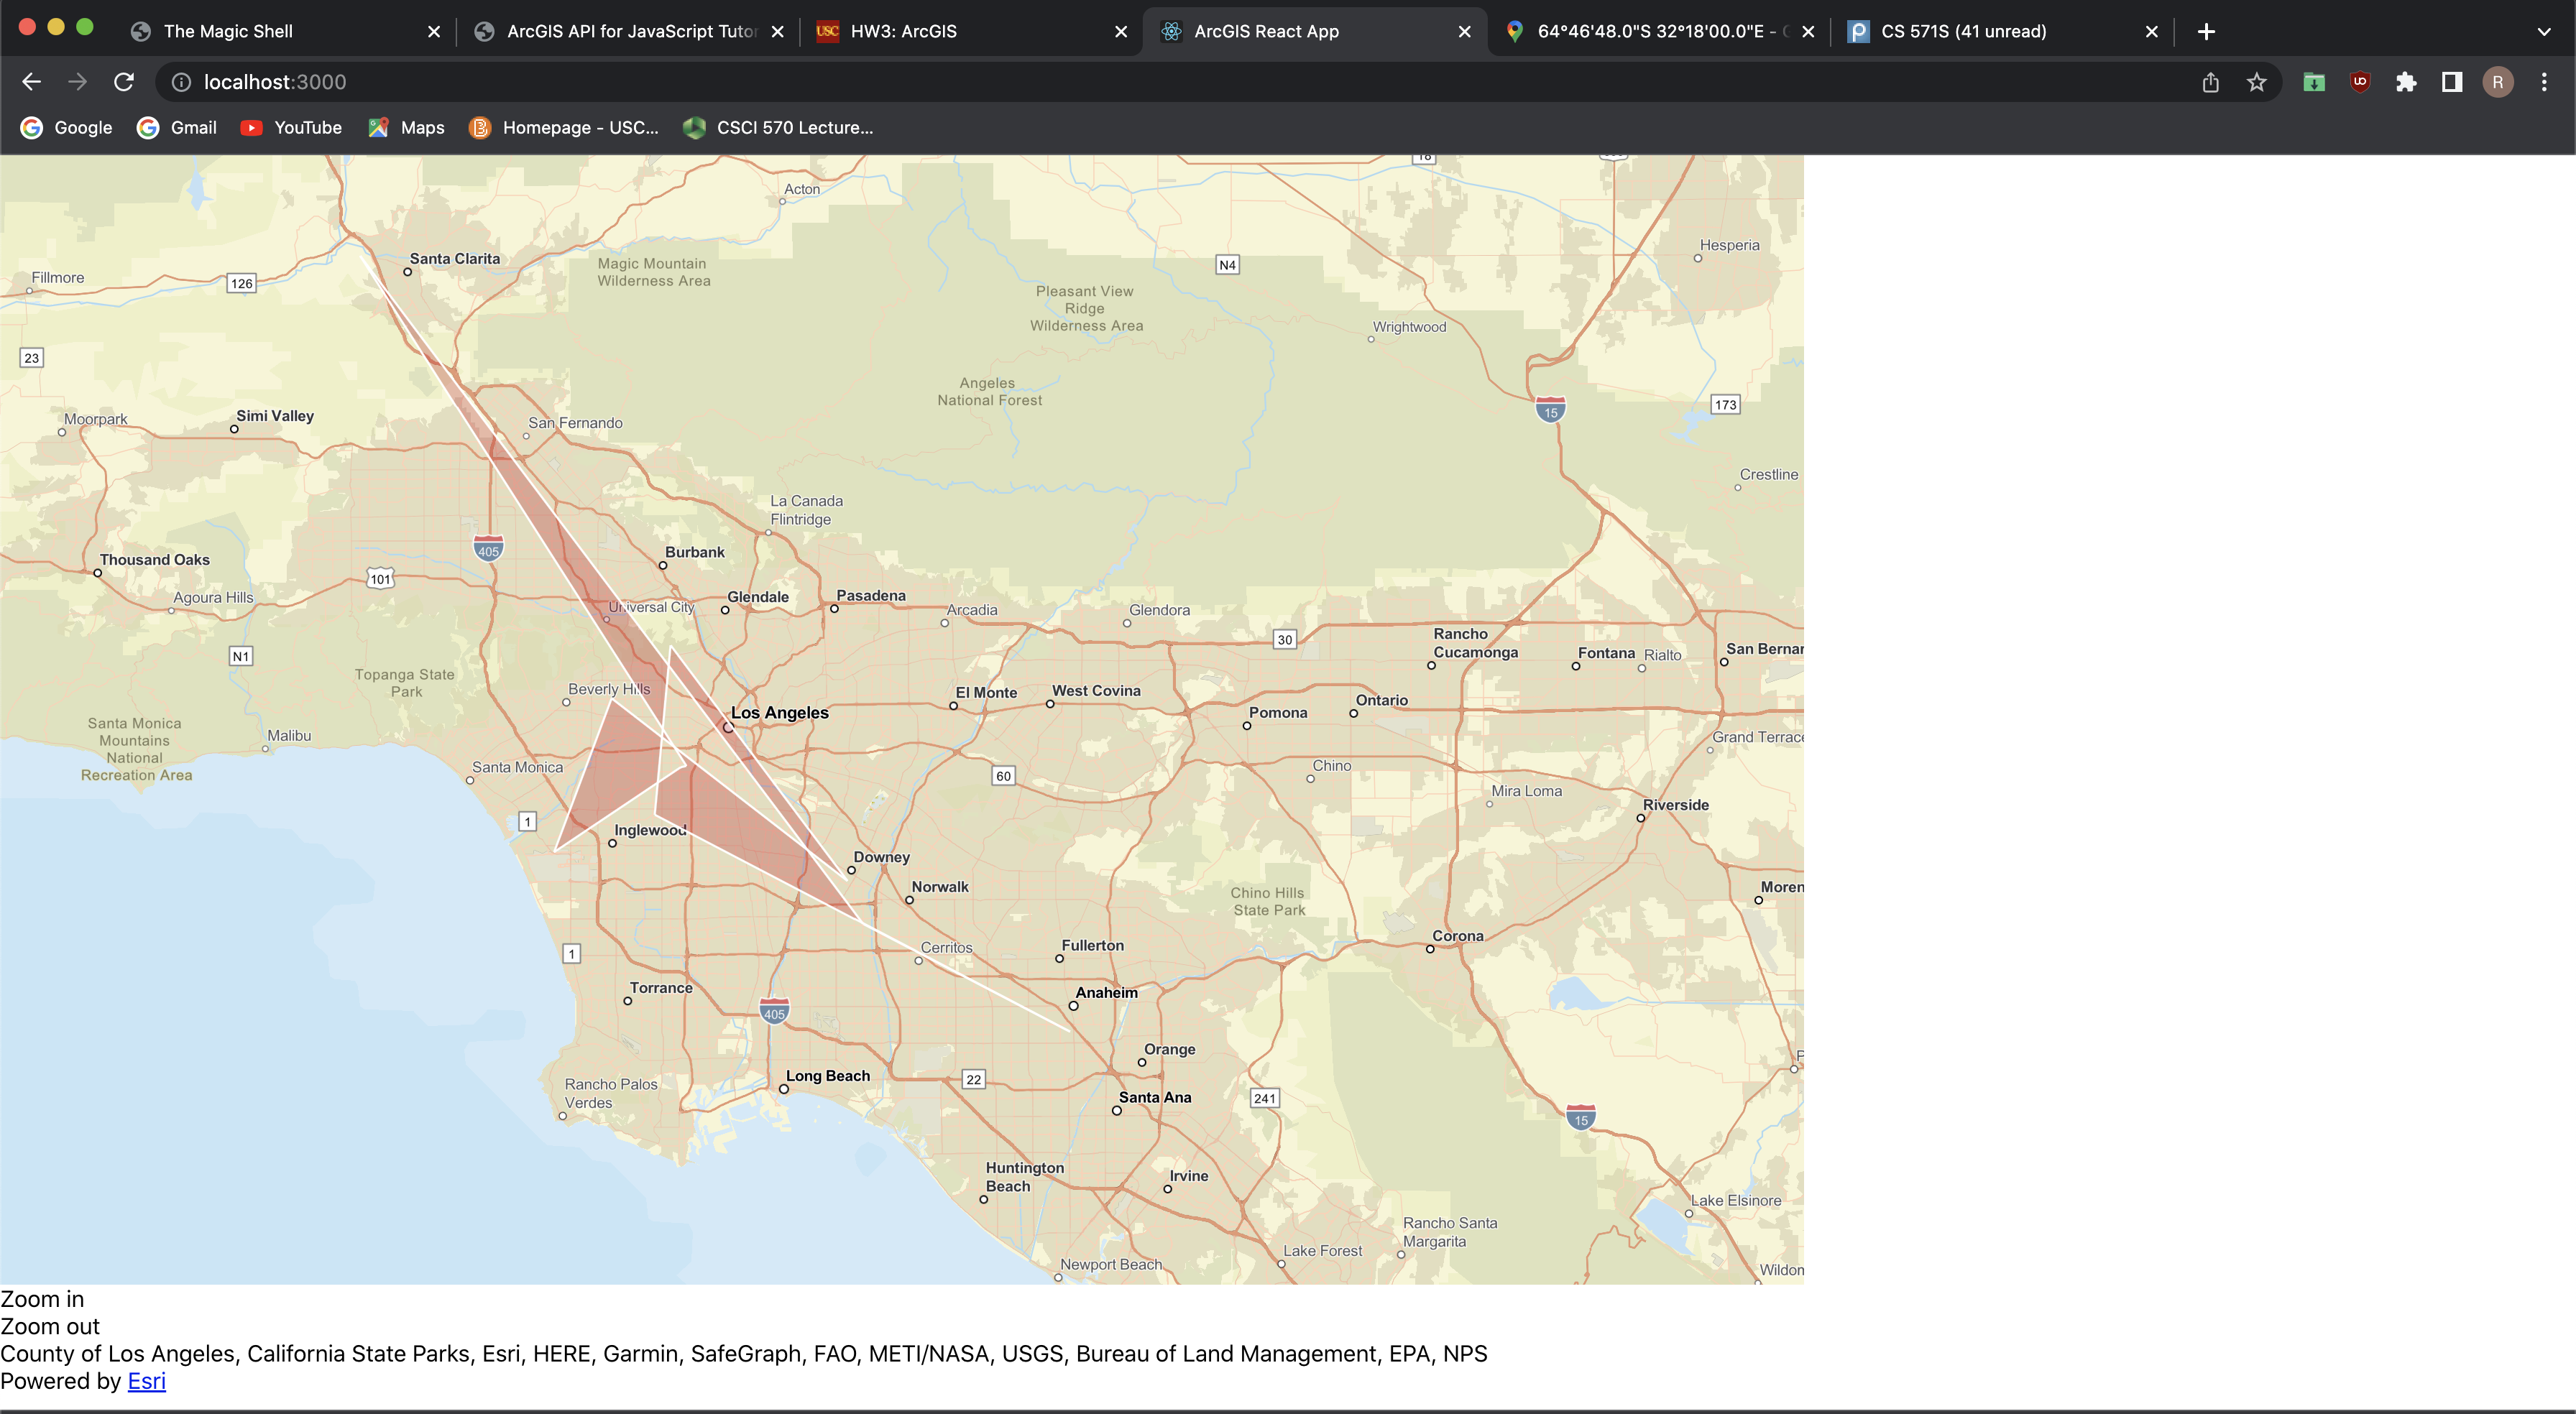 The Magic Shell
ArcGIS API for JavaScript Tutor
USC HW3: ArcGIS
ArcGIS React App
64°46'48.0"S 32°18'00.0"E -
CS 571S (41 unread)
localhost:3000
R
Google
Gmail
YouTube
Maps
Homepage - USC...
CSCI 570 Lecture...
18
Acton
Hesperia
Santa Clarita
Magic Mountain
Wilderness Area
N4
Fillmore
126
Pleasant View
Ridge
Wilderness Area
Wrightwood
23
Angeles
National Forest
15
173
Moorpark
Simi Valley
San Fernando
Crestline
La Canada
Flintridge
405
Burbank
Thousand Oaks
101
Agoura Hills
Universal City
Glendale
Pasadena
Arcadia
Glendora
30
Rancho
Cucamonga
Fontana
Rialto
San Bernar
N1
Topanga State
Park
Beverly Hills
El Monte
West Covina
Ontario
Los Angeles
Pomona
Santa Monica
Mountains
National
Recreation Area
Malibu
Grand Terrace
Santa Monica
60
Chino
Mira Loma
Riverside
1
Inglewood
Downey
Norwalk
Chino Hills
State Park
Moren
Corona
Cerritos
Fullerton
1
Torrance
Anaheim
405
Orange
P
Long Beach
22
Rancho Palos
Verdes
Santa Ana
241
15
Huntington
Beach
Irvine
Lake Elsinore
Rancho Santa
Margarita
Lake Forest
Newport Beach
Wildom
Zoom in
Zoom out
County of Los Angeles, California State Parks, Esri, HERE, Garmin, SafeGraph, FAO, METI/NASA, USGS, Bureau of Land Management, EPA, NPS
Powered by Esri